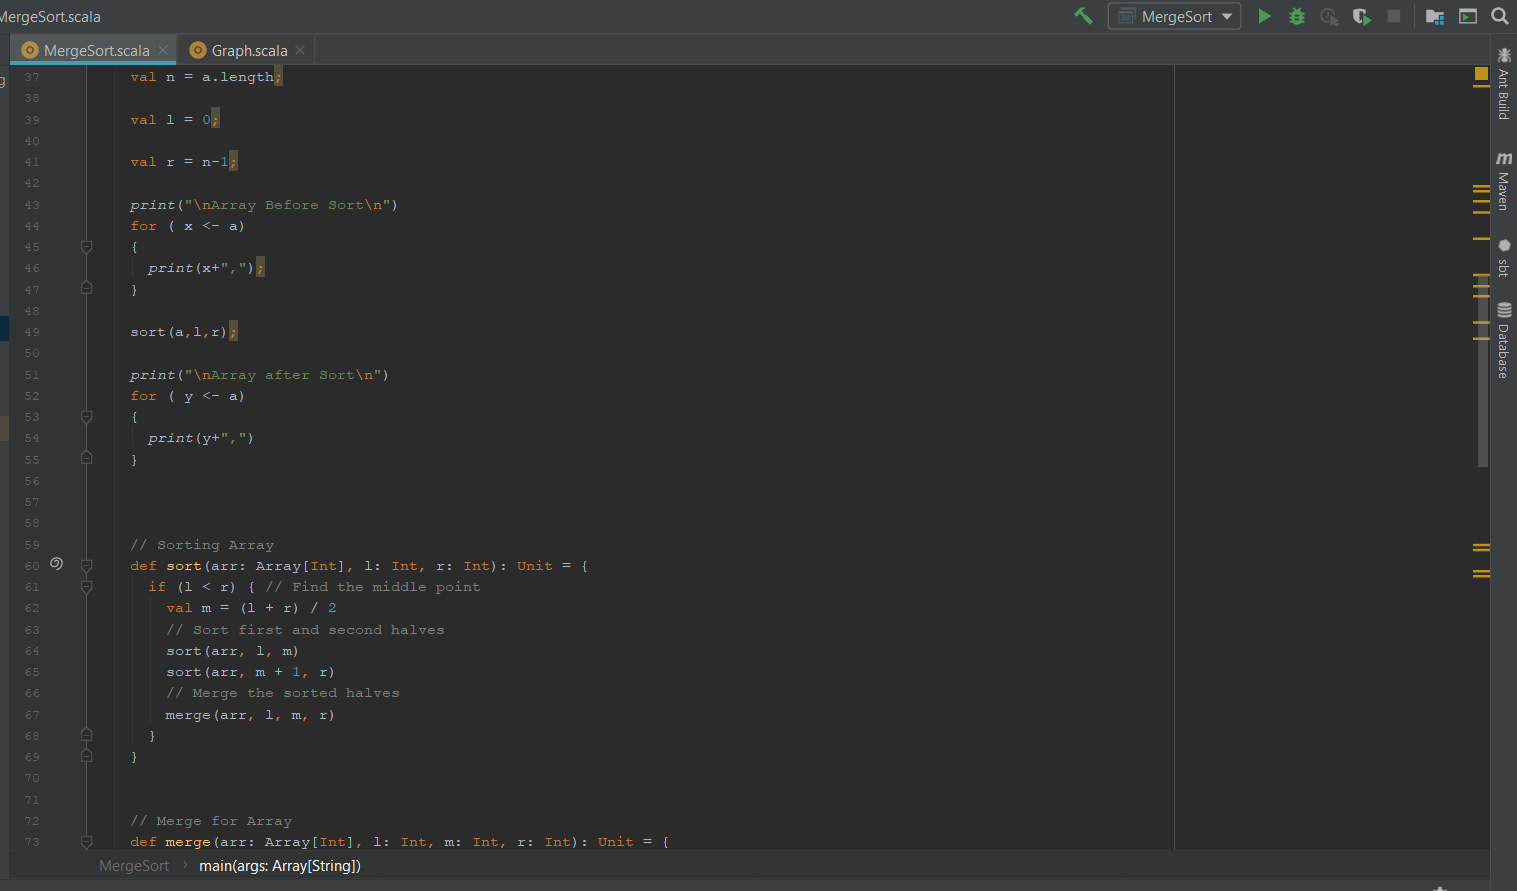 MergeSort.scala
MergeSort
MergeSort.scala
Graph.scala
37 val n = a.length;
38
39 val l = 0;
40
41 val r = n-1;
42
43 print("\nArray Before Sort\n")
44 for ( x <- a)
45 {
46 print(x+",");
47 }
48
49 sort(a,l,r);
50
51 print("\nArray after Sort\n")
52 for ( y <- a)
53 {
54 print(y+",")
55 }
56
57
58
59 // Sorting Array
60 def sort(arr: Array[Int], l: Int, r: Int): Unit = {
61 if (l < r) { // Find the middle point
62 val m = (l + r) / 2
63 // Sort first and second halves
64 sort(arr, l, m)
65 sort(arr, m + 1, r)
66 // Merge the sorted halves
67 merge(arr, l, m, r)
68 }
69 }
70
71
72 // Merge for Array
73 def merge(arr: Array[Int], l: Int, m: Int, r: Int): Unit = {
MergeSort › main(args: Array[String])
Ant Build
m Maven
sbt
Database